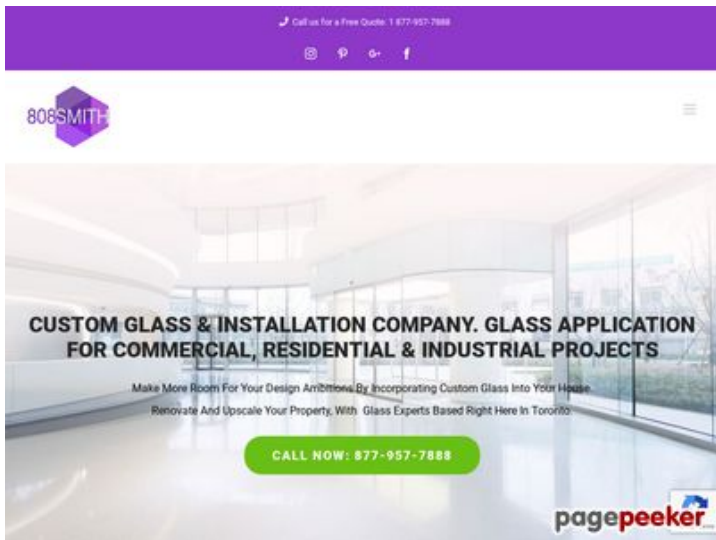 Call us for a Free Quote: 1 877-957-7888
808SMITH
CUSTOM GLASS & INSTALLATION COMPANY. GLASS APPLICATION
FOR COMMERCIAL, RESIDENTIAL & INDUSTRIAL PROJECTS
Make More Room For Your Design Ambitions By Incorporating Custom Glass Into Your House.
Renovate And Upscale Your Property, With Glass Experts Based Right Here In Toronto.
CALL NOW: 877-957-7888
pagepeeker